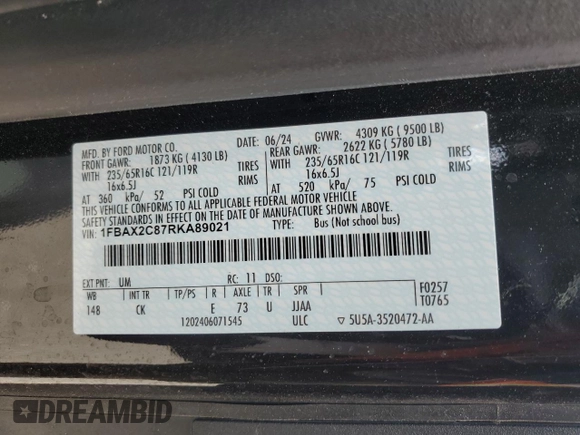 MFD. BY FORD MOTOR CO.
DATE: 06/24
GVWR: 4309 KG ( 9500 LB)
FRONT GAWR: 1873 KG ( 4130 LB)
REAR GAWR: 2622 KG ( 5780 LB)
WITH 235/65R16C 121/119R TIRES
WITH 235/65R16C 121/119R TIRES
16x6.5J RIMS
16x6.5J RIMS
AT 360 kPa/ 52 PSI COLD
AT 520 kPa/ 75 PSI COLD
THIS VEHICLE CONFORMS TO ALL APPLICABLE FEDERAL MOTOR VEHICLE
SAFETY STANDARDS IN EFFECT ON THE DATE OF MANUFACTURE SHOWN ABOVE.
VIN: 1FBAX2C87RKA89021
TYPE: Bus (Not School bus)
EXT PNT: UM RC: 11 DSO:
WB INT TR TP/PS R AXLE TR SPR F0257
148 CK E 73 U JJAA T0765
1202406071545 ULC ▽ 5U5A-3520472-AA
DREAMBID